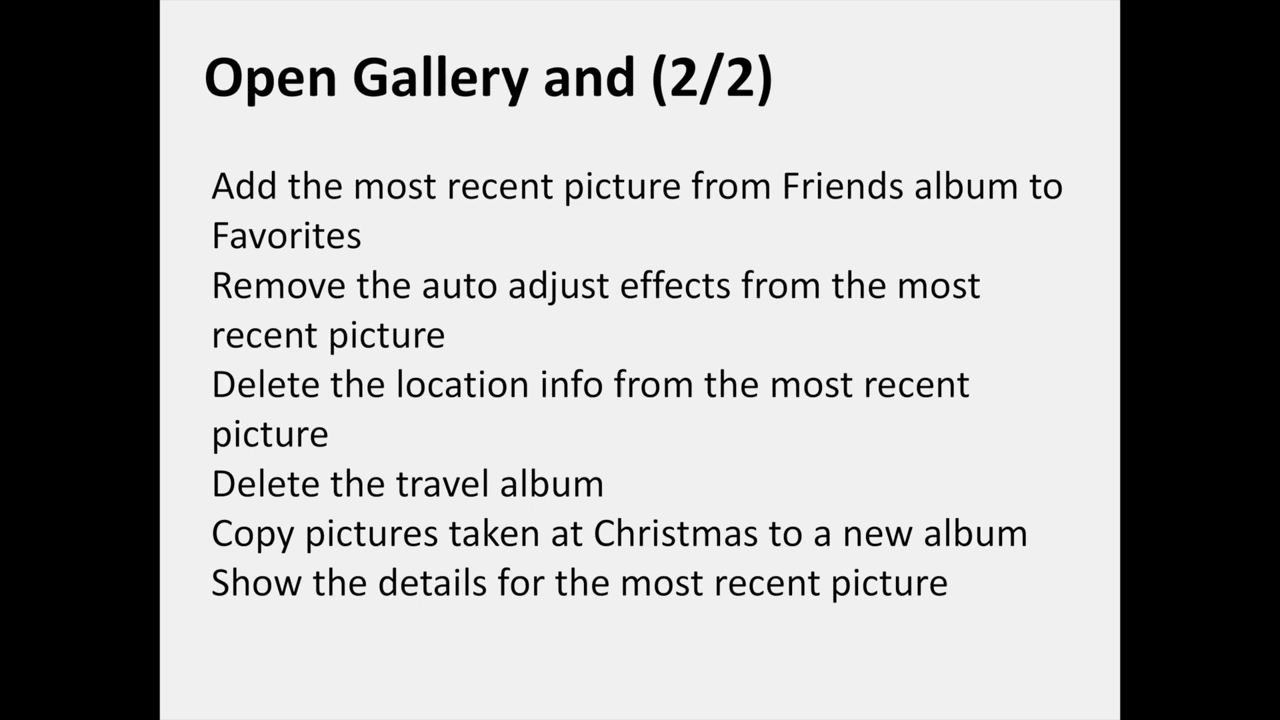 Open Gallery and (2/2)
Add the most recent picture from Friends album to
Favorites
Remove the auto adjust effects from the most
recent picture
Delete the location info from the most recent
picture
Delete the travel album
Copy pictures taken at Christmas to a new album
Show the details for the most recent picture